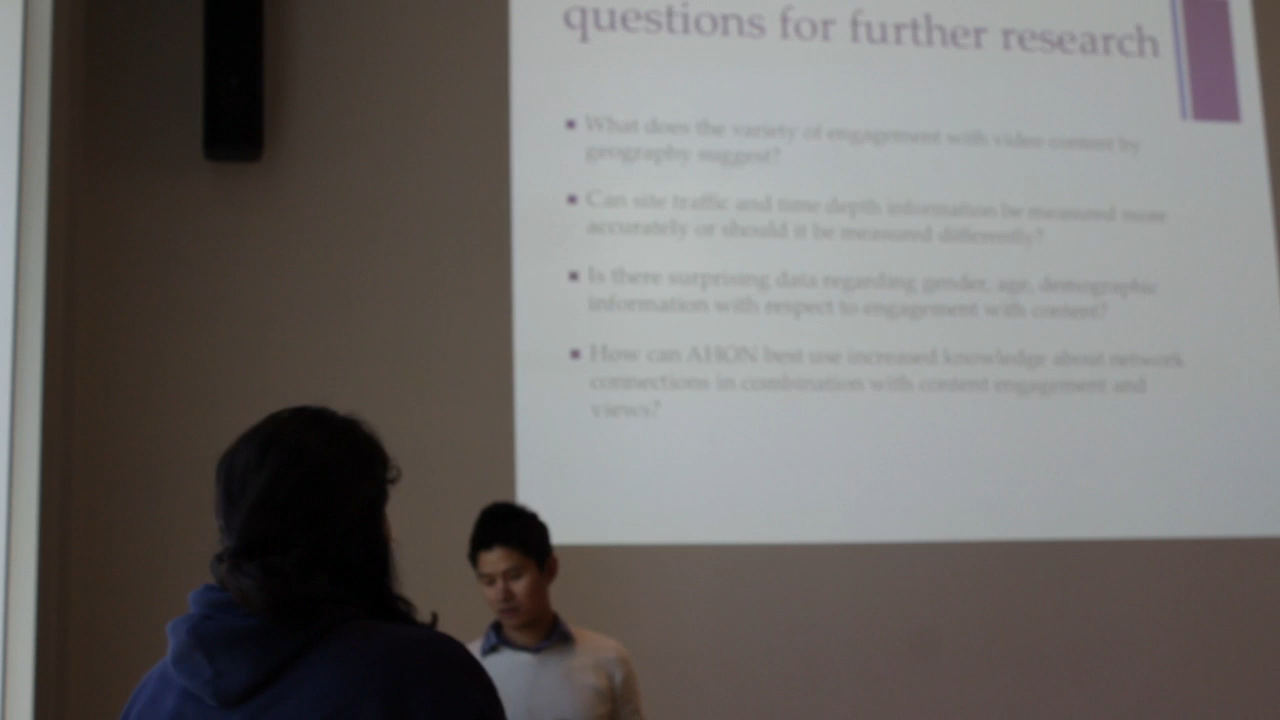 questions for further research
What does the variety of engagement with video content by
geography suggest?
Can site traffic and time depth information be measured more
accurately or should it be measured differently?
Is there surprising data regarding gender, age, demographic
information with respect to engagement with content?
How can AHON best use increased knowledge about network
connections in combination with content engagement and
views?